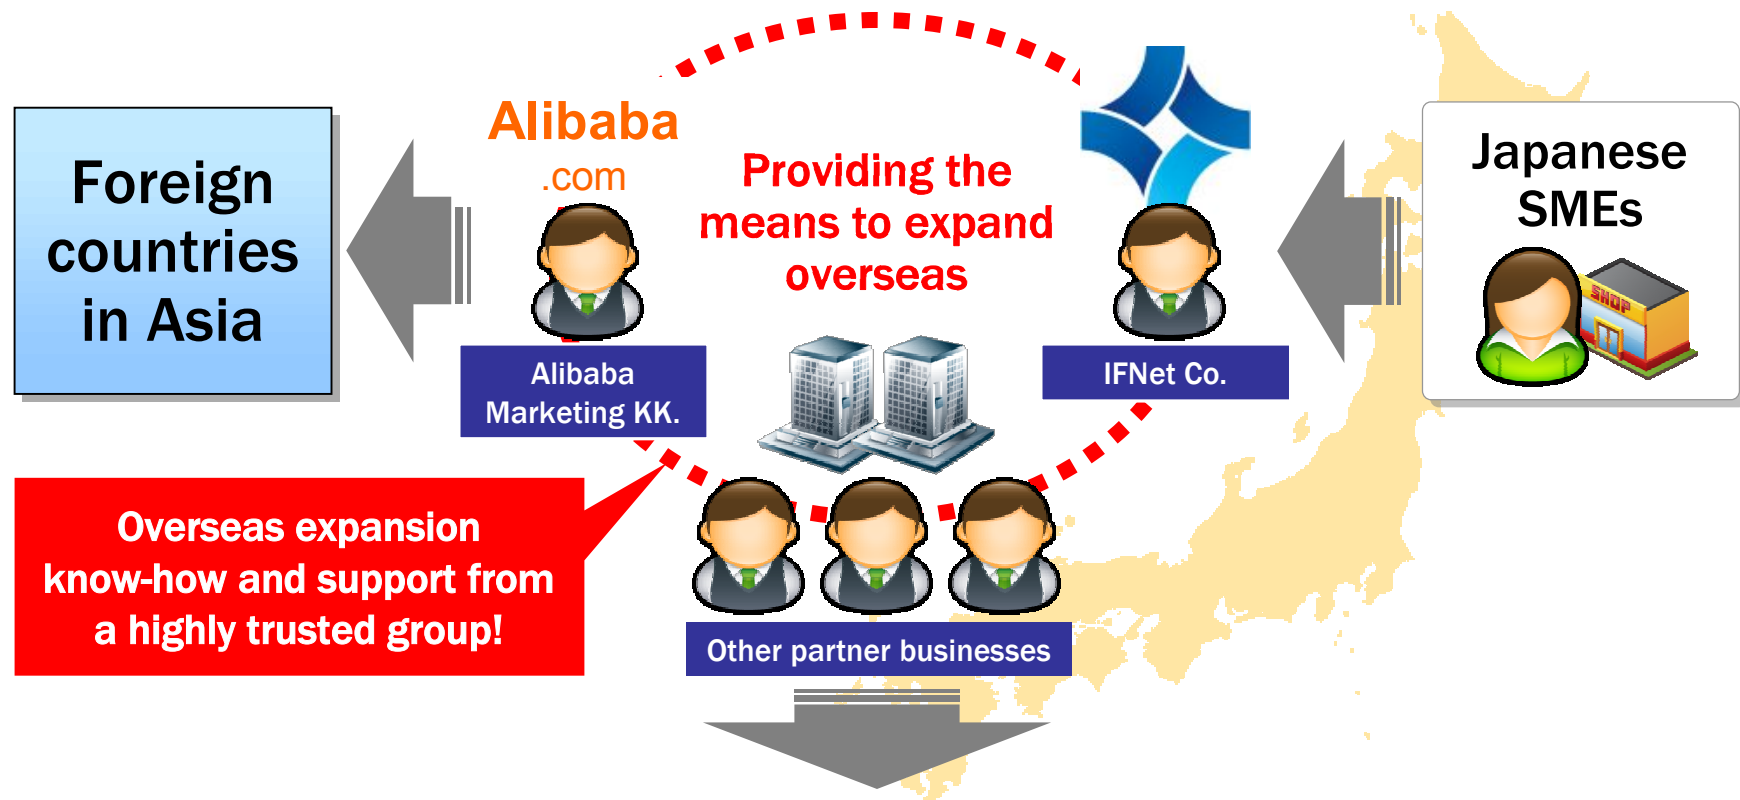 Foreign
countries
in Asia
Alibaba
.com
Providing the
means to expand
overseas
Japanese
SMEs
SHOP
Alibaba
Marketing KK.
IFNet Co.
Overseas expansion
know-how and support from
a highly trusted group!
Other partner businesses